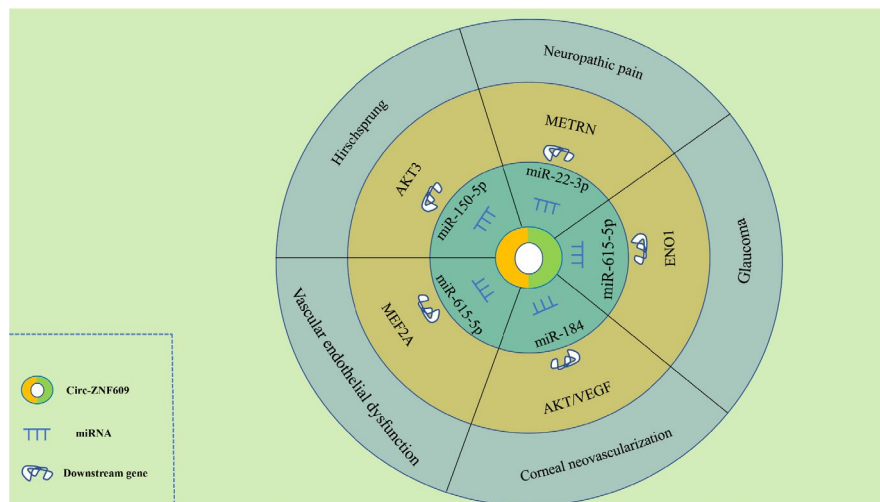 Neuropathic pain
METRN
miR-22-3p
Hirschsprung
AKT3
miR-150-5p
Glaucoma
ENO1
miR-615-5p
Vascular endothelial dysfunction
MEF2A
miR-615-5p
miR-184
AKT/VEGF
Corneal neovascularization
Circ-ZNF609
miRNA
Downstream gene